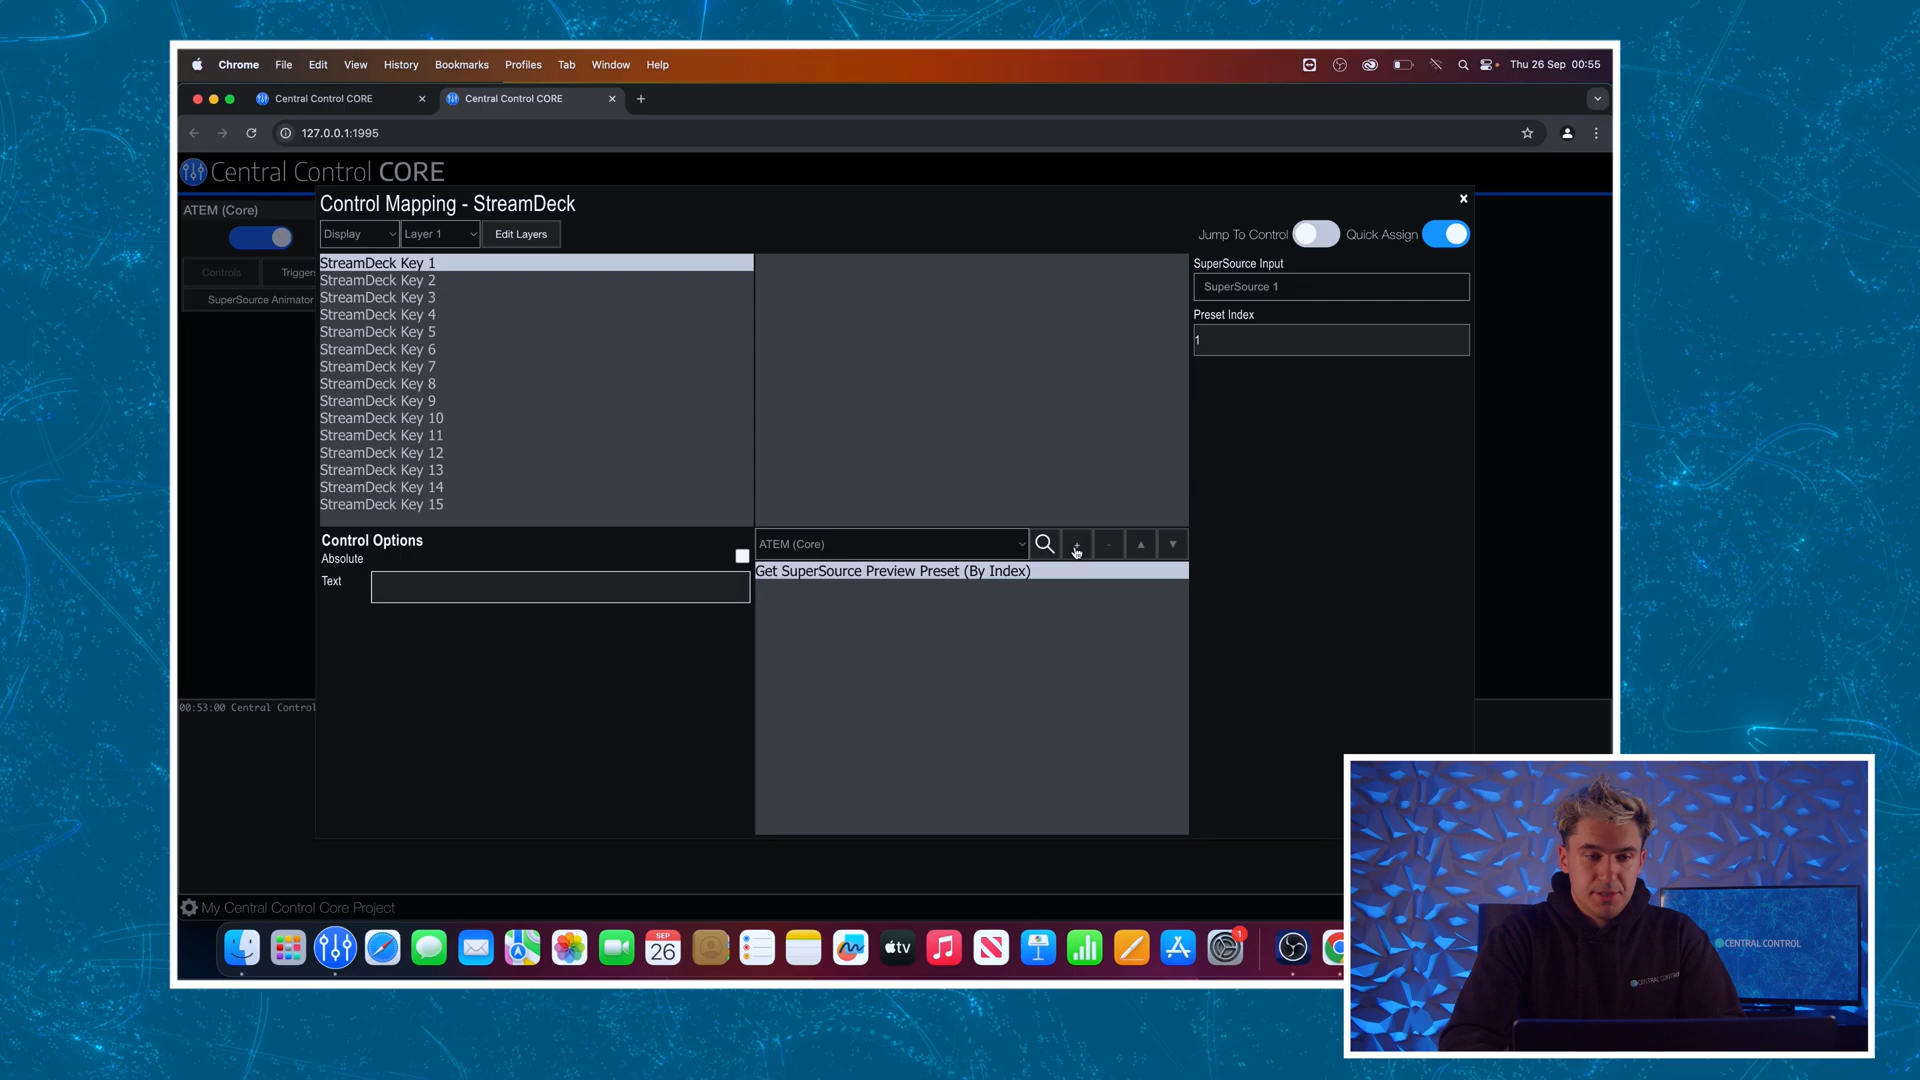 Chrome File Edit View History Bookmarks Profiles Tab Window Help Thu 26 Sep 00:55
Central Control CORE Central Control CORE
127.0.0.1:1995
Central Control CORE
ATEM (Core)
Control Mapping - StreamDeck
x
Display Layer 1 Edit Layers Jump To Control Quick Assign
Controls Triggers
SuperSource Animator
StreamDeck Key 1
StreamDeck Key 2
StreamDeck Key 3
StreamDeck Key 4
StreamDeck Key 5
StreamDeck Key 6
StreamDeck Key 7
StreamDeck Key 8
StreamDeck Key 9
StreamDeck Key 10
StreamDeck Key 11
StreamDeck Key 12
StreamDeck Key 13
StreamDeck Key 14
StreamDeck Key 15
SuperSource Input
SuperSource 1
Preset Index
1
Control Options
Absolute
Text
ATEM (Core) + -
Get SuperSource Preview Preset (By Index)
00:53:00 Central Control
My Central Control Core Project
SEP
26
tv
1
CENTRAL CONTROL
CENTRAL CONTROL